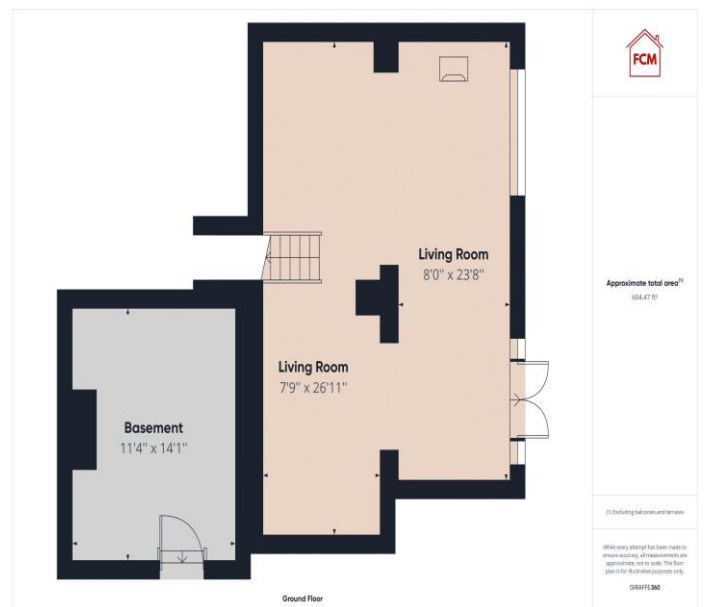 Living Room
8'0" x 23'8"
Living Room
7'9" x 26'11"
Basement
11'4" x 14'1"
Ground Floor
FCM
Approximate total area(1)
604.47 ft²
(1) Excluding balconies and terraces
While every attempt has been made to
ensure accuracy, all measurements are
approximate, not to scale. This floor
plan is for illustrative purposes only.
GIRAFFE360